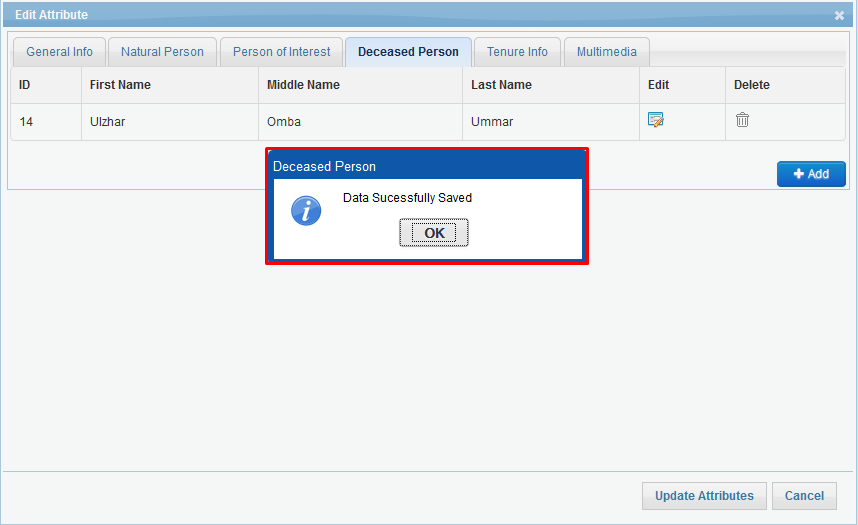 Edit Attribute
General Info Natural Person Person of Interest Deceased Person Tenure Info Multimedia
ID First Name Middle Name Last Name Edit Delete
14 Ulzhar Omba Ummar
Deceased Person
+ Add
Data Sucessfully Saved
OK
Update Attributes Cancel